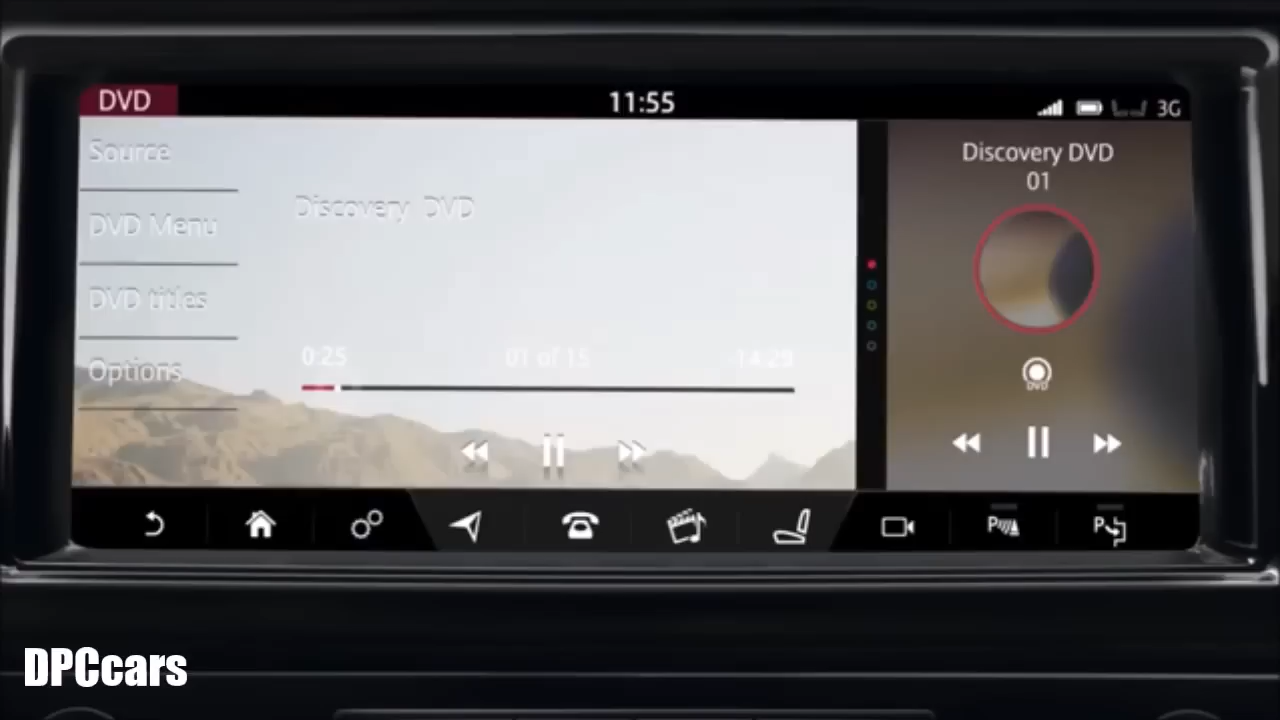 DVD
11:55
3G
Source
DVD Menu
DVD titles
Options
Discovery DVD
0:25
01 of 15
-14:29
Discovery DVD
01
DVD
P
P
DPCcars